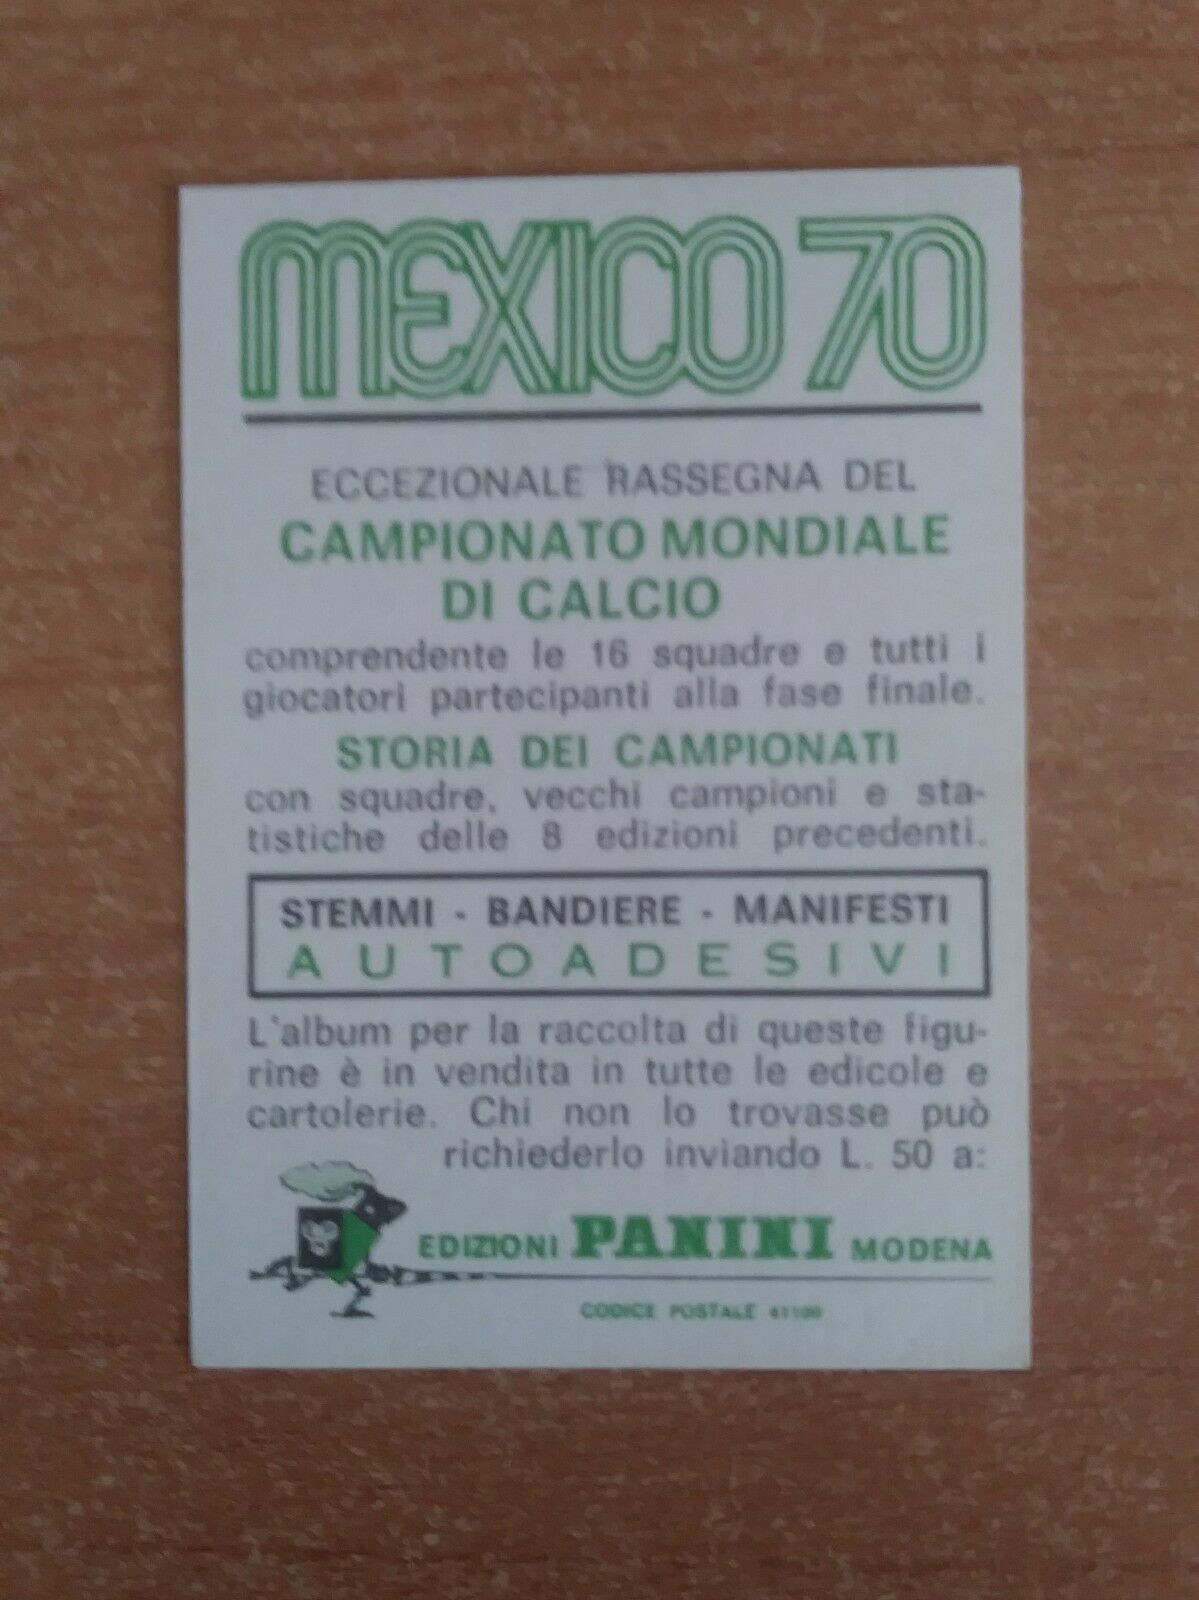 MEXICO 70
ECCEZIONALE RASSEGNA DEL
CAMPIONATO MONDIALE
DI CALCIO
comprendente le 16 squadre e tutti i
giocatori partecipanti alla fase finale.
STORIA DEI CAMPIONATI
con squadre, vecchi campioni e sta-
tistiche delle 8 edizioni precedenti.
STEMMI - BANDIERE - MANIFESTI
AUTOADESIVI
L'album per la raccolta di queste figu-
rine è in vendita in tutte le edicole e
cartolerie. Chi non lo trovasse può
richiederlo inviando L. 50 a:
EDIZIONI PANINI MODENA
CODICE POSTALE 41100